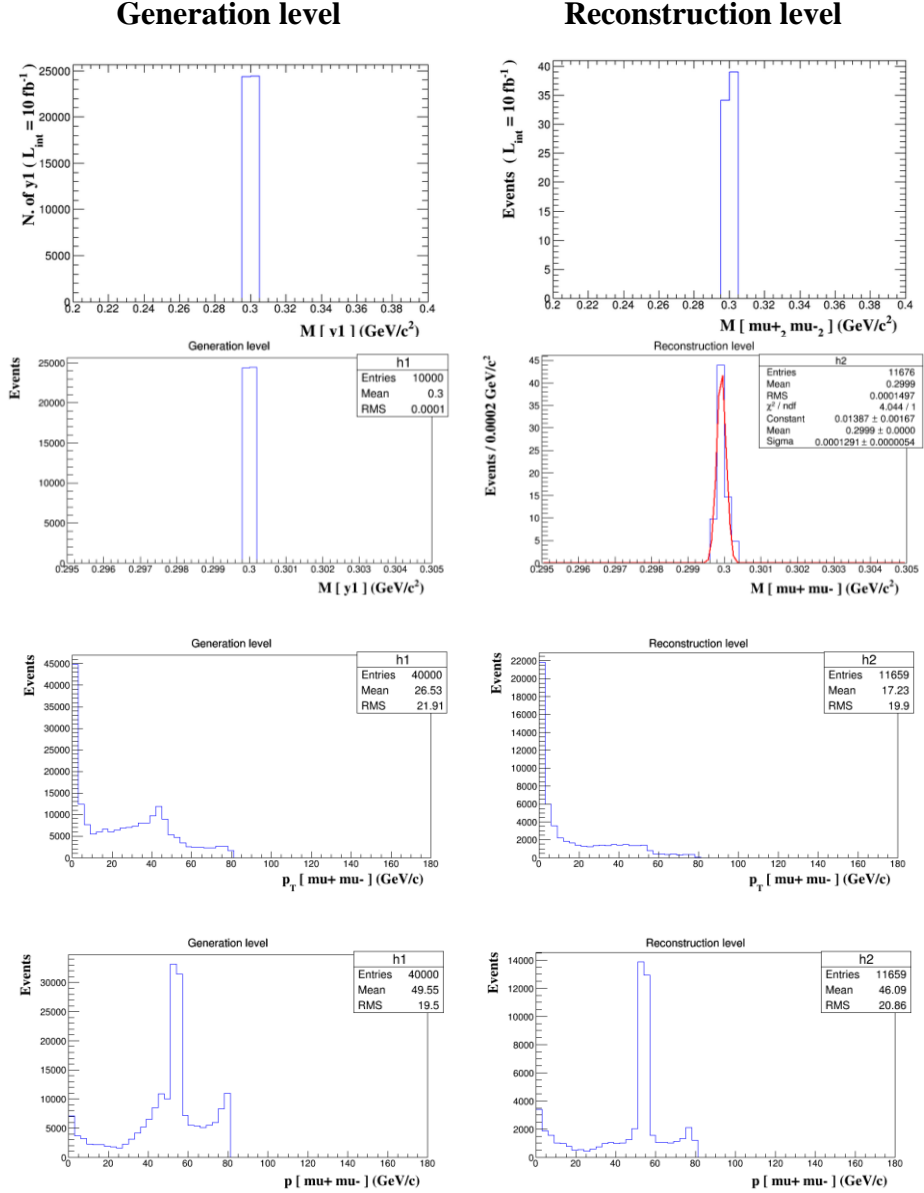 Generation level
Reconstruction level
N. of y1 ( L_int = 10 fb^-1 )
25000
20000
15000
10000
5000
0
0.2 0.22 0.24 0.26 0.28 0.3 0.32 0.34 0.36 0.38 0.4
M [ y1 ] (GeV/c²)
Events ( L_int = 10 fb^-1 )
40
35
30
25
20
15
10
5
0
0.2 0.22 0.24 0.26 0.28 0.3 0.32 0.34 0.36 0.38 0.4
M [ mu+_2 mu-_2 ] (GeV/c²)
Generation level
Events
h1
Entries 10000
Mean 0.3
RMS 0.0001
25000
20000
15000
10000
5000
0
0.295 0.296 0.297 0.298 0.299 0.3 0.301 0.302 0.303 0.304 0.305
M [ y1 ] (GeV/c²)
Reconstruction level
Events / 0.0002 GeV/c²
h2
Entries 11676
Mean 0.2999
RMS 0.0001497
χ² / ndf 4.044 / 1
Constant 0.01387 ± 0.00167
Mean 0.2999 ± 0.0000
Sigma 0.0001291 ± 0.0000054
45
40
35
30
25
20
15
10
5
0
0.295 0.296 0.297 0.298 0.299 0.3 0.301 0.302 0.303 0.304 0.305
M [ mu+ mu- ] (GeV/c²)
Generation level
Events
h1
Entries 40000
Mean 26.53
RMS 21.91
45000
40000
35000
30000
25000
20000
15000
10000
5000
0
0 20 40 60 80 100 120 140 160 180
p_T [ mu+ mu- ] (GeV/c)
Reconstruction level
Events
h2
Entries 11659
Mean 17.23
RMS 19.9
22000
20000
18000
16000
14000
12000
10000
8000
6000
4000
2000
0
0 20 40 60 80 100 120 140 160 180
p_T [ mu+ mu- ] (GeV/c)
Generation level
Events
h1
Entries 40000
Mean 49.55
RMS 19.5
30000
25000
20000
15000
10000
5000
0
0 20 40 60 80 100 120 140 160 180
p [ mu+ mu- ] (GeV/c)
Reconstruction level
Events
h2
Entries 11659
Mean 46.09
RMS 20.86
14000
12000
10000
8000
6000
4000
2000
0
0 20 40 60 80 100 120 140 160 180
p [ mu+ mu- ] (GeV/c)